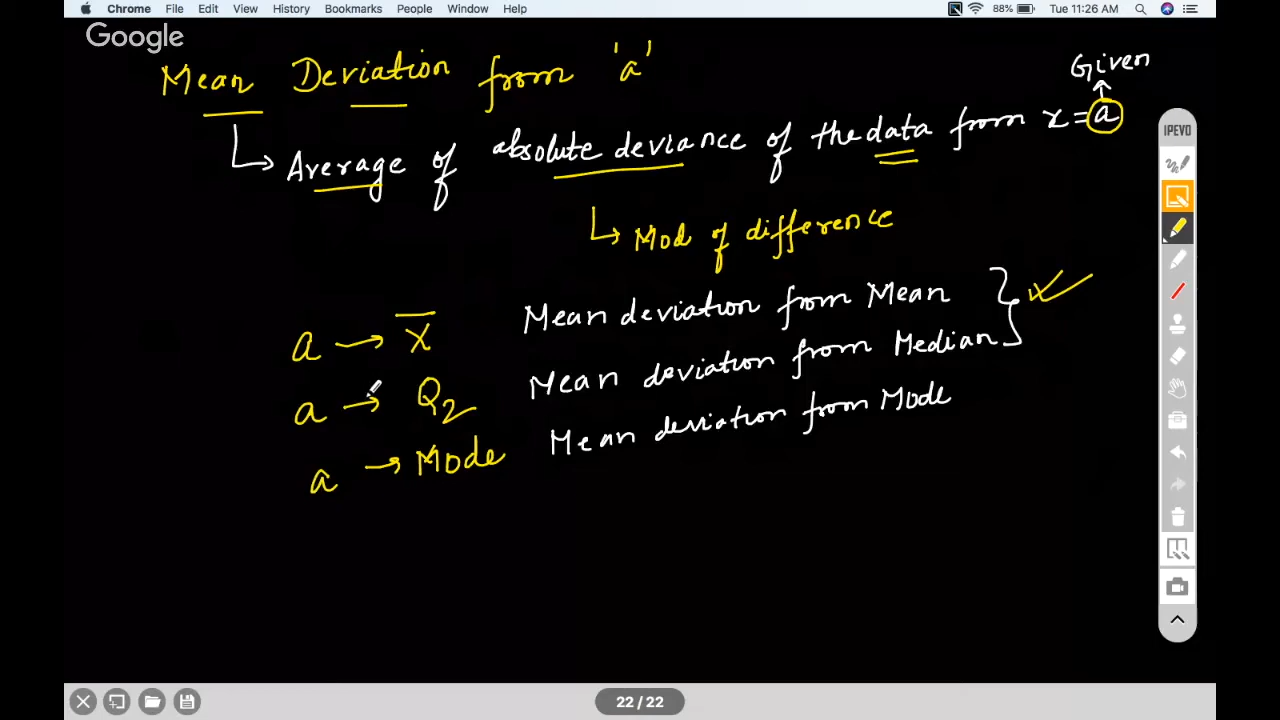 Chrome File Edit View History Bookmarks People Window Help 88% Tue 11:26 AM
Google
Mean Deviation from 'a'
Given
Average of absolute deviance of the data from x = a
Mod of difference
a → X̅ Mean deviation from Mean
a → Q2 Mean deviation from Median
a → Mode Mean deviation from Mode
IPEVO
22 / 22